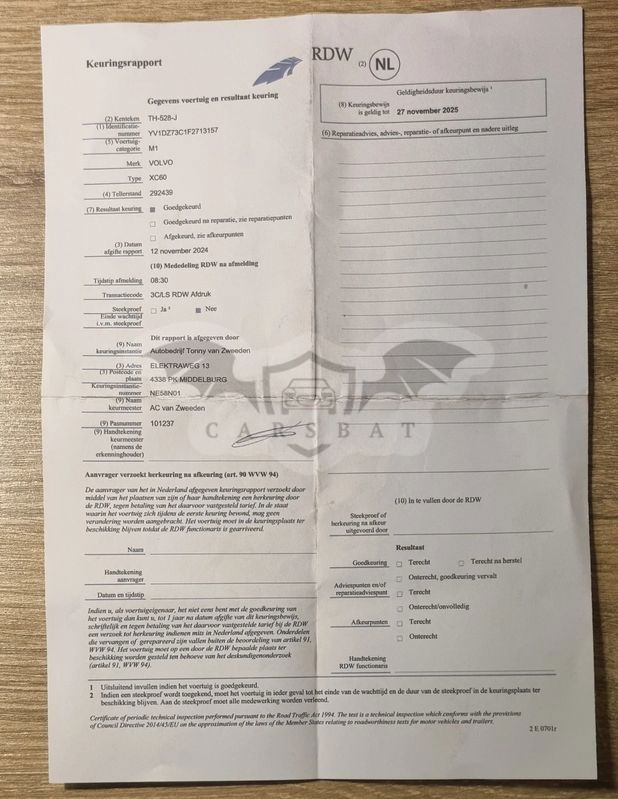 Keuringsrapport
RDW (2) NL
Gegevens voertuig en resultaat keuring
(2) Kenteken TH-528-J
(1) Identificatie-
nummer YV1DZ73C1F2713157
(5) Voertuig-
categorie M1
Merk VOLVO
Type XC60
(4) Tellerstand 292439
(7) Resultaat keuring Goedgekeurd
Goedgekeurd na reparatie, zie reparatiepunten
Afgekeurd, zie afkeurpunten
(3) Datum
afgifte rapport 12 november 2024
(10) Mededeling RDW na afmelding
Tijdstip afmelding 08:30
Transactiecode 3C/LS RDW Afdruk
Steekproef Ja ² Nee
Einde wachttijd
i.v.m. steekproef
Dit rapport is afgegeven door
(9) Naam
keuringsinstantie Autobedrijf Tonny van Zweeden
(3) Adres ELEKTRAWEG 13
(3) Postcode en
plaats 4338 PK MIDDELBURG
Keuringsinstantie-
nummer NE58N01
(9) Naam
keurmeester AC van Zweeden
(9) Pasnummer 101237
(9) Handtekening
keurmeester
(namens de
erkenninghouder)
Geldigheidsduur keuringsbewijs ¹
(8) Keuringsbewijs
is geldig tot 27 november 2025
(6) Reparatieadvies, advies-, reparatie- of afkeurpunt en nadere uitleg
CARSBAT
Aanvrager verzoekt herkeuring na afkeuring (art. 90 WVW 94)
De aanvrager van het in Nederland afgegeven keuringsrapport verzoekt door
middel van het plaatsen van zijn of haar handtekening een herkeuring door
de RDW, tegen betaling van het daarvoor vastgesteld tarief. In de staat
waarin het voertuig zich tijdens de eerste keuring bevond, mag geen
verandering worden aangebracht. Het voertuig moet in de keuringsplaats ter
beschikking blijven totdat de RDW functionaris is gearriveerd.
Naam
Handtekening
aanvrager
Datum en tijdstip
Indien u, als voertuigeigenaar, het niet eens bent met de goedkeuring van
het voertuig dan kunt u, tot 1 jaar na datum afgifte van dit keuringsbewijs,
schriftelijk en tegen betaling van het daarvoor vastgestelde tarief bij de RDW
een verzoek tot herkeuring indienen mits in Nederland afgegeven. Onderdelen
die vervangen of gerepareerd zijn vallen buiten de beoordeling van artikel 91,
WVW 94. Het voertuig moet op een door de RDW bepaalde plaats ter
beschikking worden gesteld ten behoeve van het deskundigenonderzoek
(artikel 91, WVW 94).
(10) In te vullen door de RDW
Steekproef of
herkeuring na afkeur
uitgevoerd door
Resultaat
Goedkeuring Terecht Terecht na herstel
Onterecht, goedkeuring vervalt
Adviespunten en/of
reparatieadviespunt Terecht
Onterecht/onvolledig
Afkeurpunten Terecht
Onterecht
Handtekening
RDW functionaris
1 Uitsluitend invullen indien het voertuig is goedgekeurd.
2 Indien een steekproef wordt toegekend, moet het voertuig in ieder geval tot het einde van de wachttijd en de duur van de steekproef in de keuringsplaats ter
beschikking blijven. Aan de steekproef moet alle medewerking worden verleend.
Certificate of periodic technical inspection performed pursuant to the Road Traffic Act 1994. The test is a technical inspection which conforms with the provisions
of Council Directive 2014/45/EU on the approximation of the laws of the Member States relating to roadworthiness tests for motor vehicles and trailers.
2 E 0701r